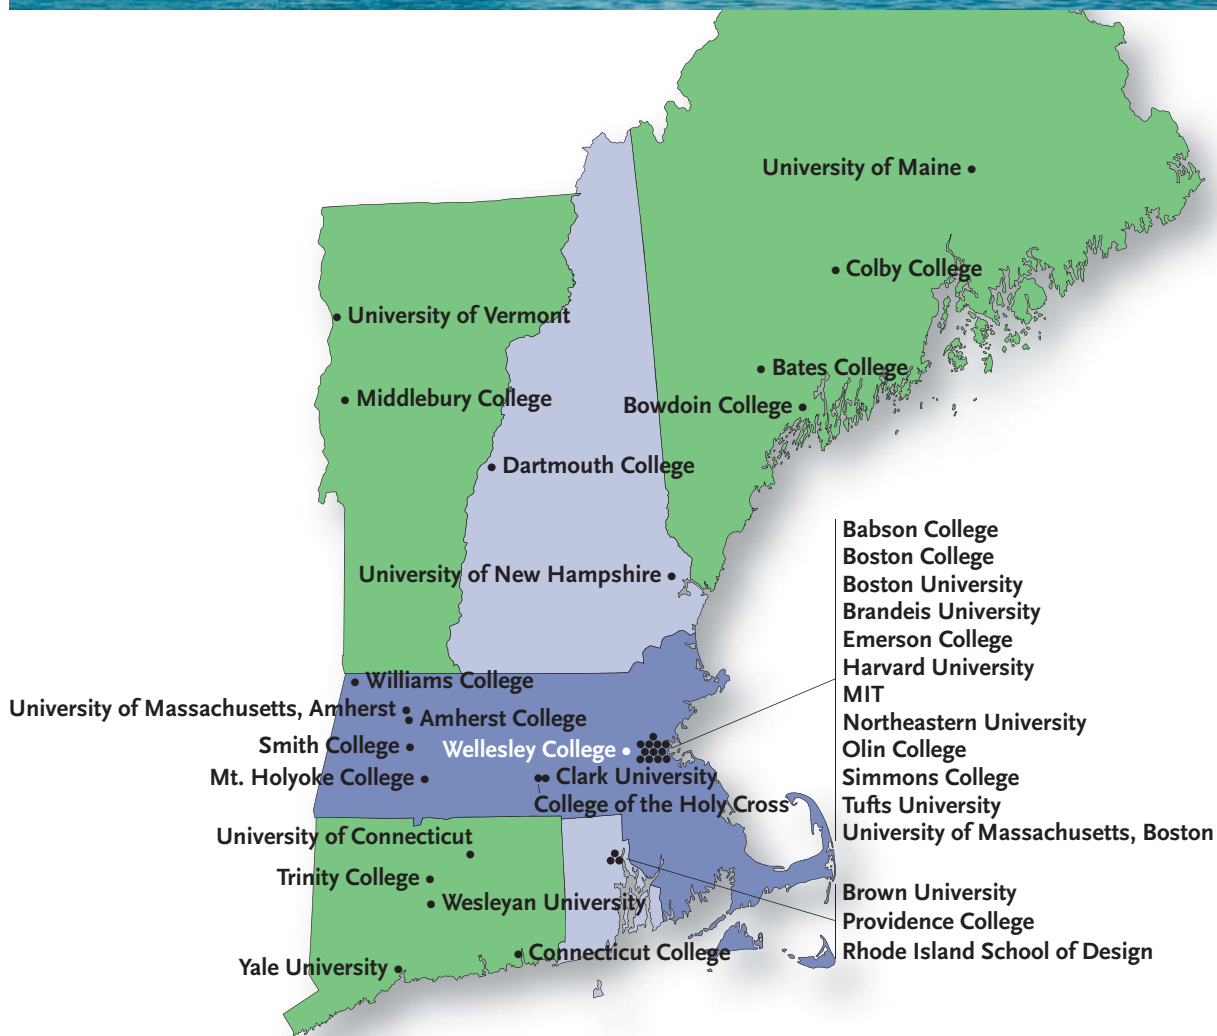 University of Maine
Colby College
University of Vermont
Bates College
Middlebury College
Bowdoin College
Dartmouth College
University of New Hampshire
Babson College
Boston College
Boston University
Brandeis University
Emerson College
Harvard University
MIT
Northeastern University
Olin College
Simmons College
Tufts University
University of Massachusetts, Boston
Williams College
University of Massachusetts, Amherst
Amherst College
Smith College
Wellesley College
Mt. Holyoke College
Clark University
College of the Holy Cross
University of Connecticut
Trinity College
Wesleyan University
Connecticut College
Yale University
Brown University
Providence College
Rhode Island School of Design